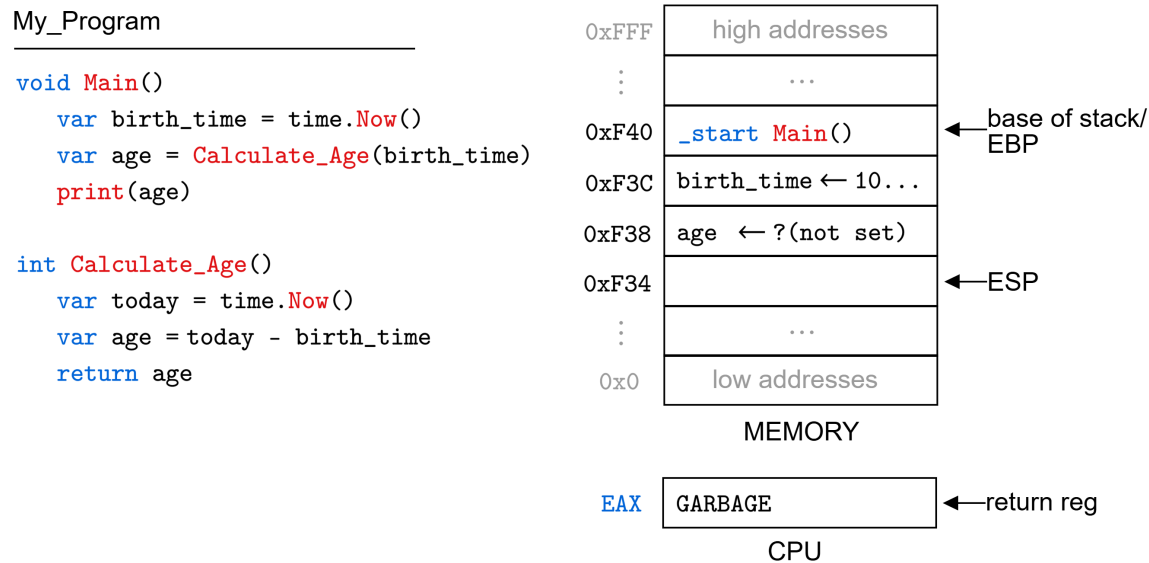 My_Program
void Main()
var birth_time = time.Now()
var age = Calculate_Age(birth_time)
print(age)
int Calculate_Age()
var today = time.Now()
var age = today - birth_time
return age
0xFFF high addresses
⋮ ...
0xF40 _start Main() ← base of stack/
EBP
0xF3C birth_time ← 10...
0xF38 age ← ?(not set)
0xF34 ← ESP
⋮ ...
0x0 low addresses
MEMORY
EAX GARBAGE ← return reg
CPU